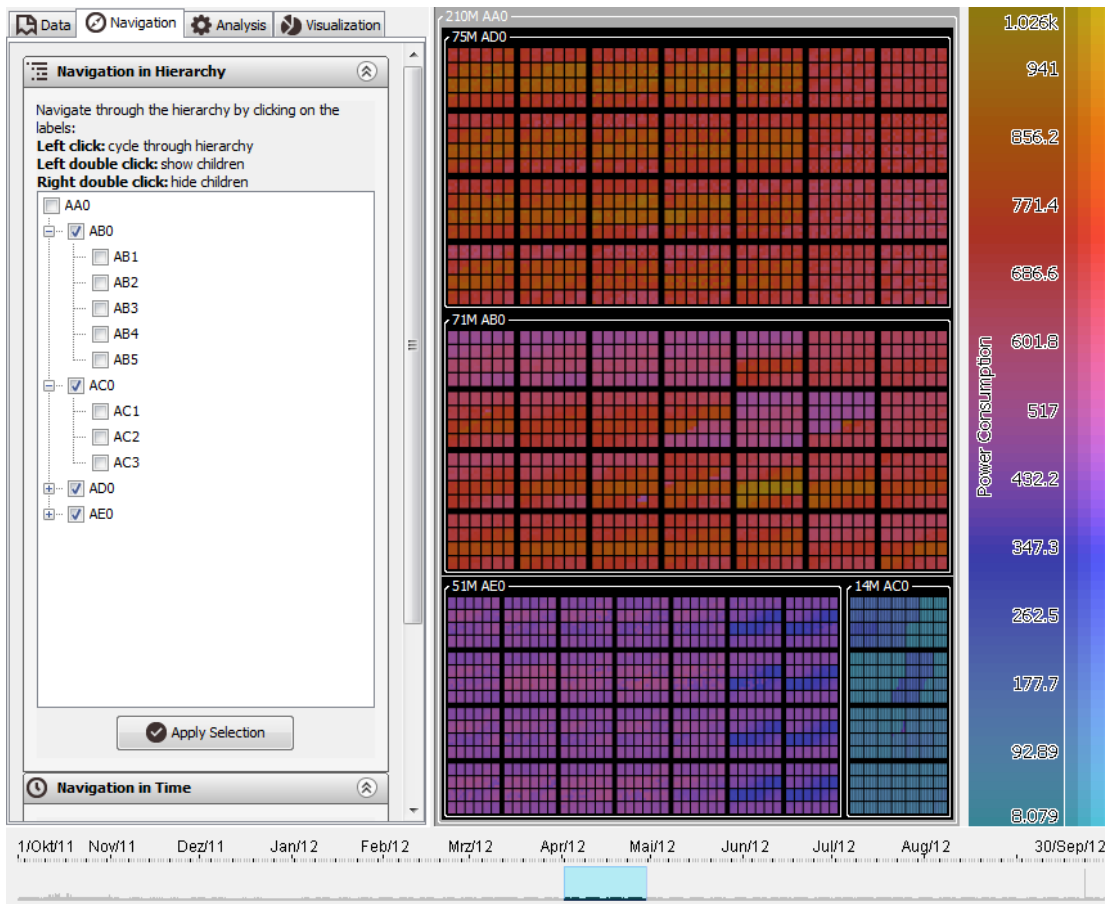 Data Navigation Analysis Visualization
Navigation in Hierarchy
Navigate through the hierarchy by clicking on the
labels:
Left click: cycle through hierarchy
Left double click: show children
Right double click: hide children
AA0
AB0
AB1
AB2
AB3
AB4
AB5
AC0
AC1
AC2
AC3
AD0
AE0
Apply Selection
Navigation in Time
210M AA0
75M AD0
71M AB0
51M AE0
14M AC0
Power Consumption
1.026k
941
856.2
771.4
686.6
601.8
517
432.2
347.3
262.5
177.7
92.89
8.079
1/Okt/11 Nov/11 Dez/11 Jan/12 Feb/12 Mrz/12 Apr/12 Mai/12 Jun/12 Jul/12 Aug/12 30/Sep/12